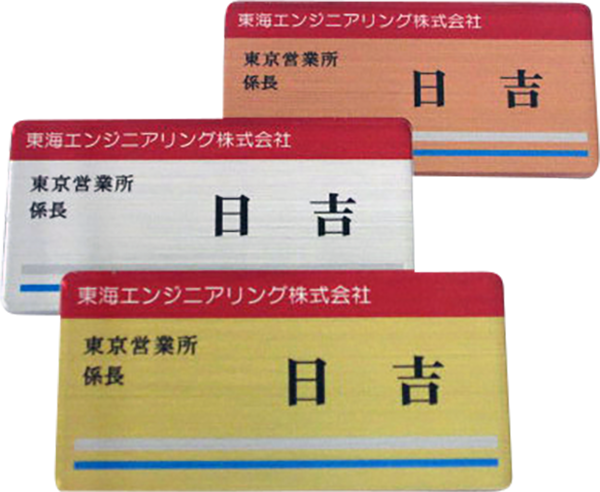 東海エンジニアリング株式会社
東京営業所
係長
日 吉
東海エンジニアリング株式会社
東京営業所
係長
日 吉
東海エンジニアリング株式会社
東京営業所
係長
日 吉